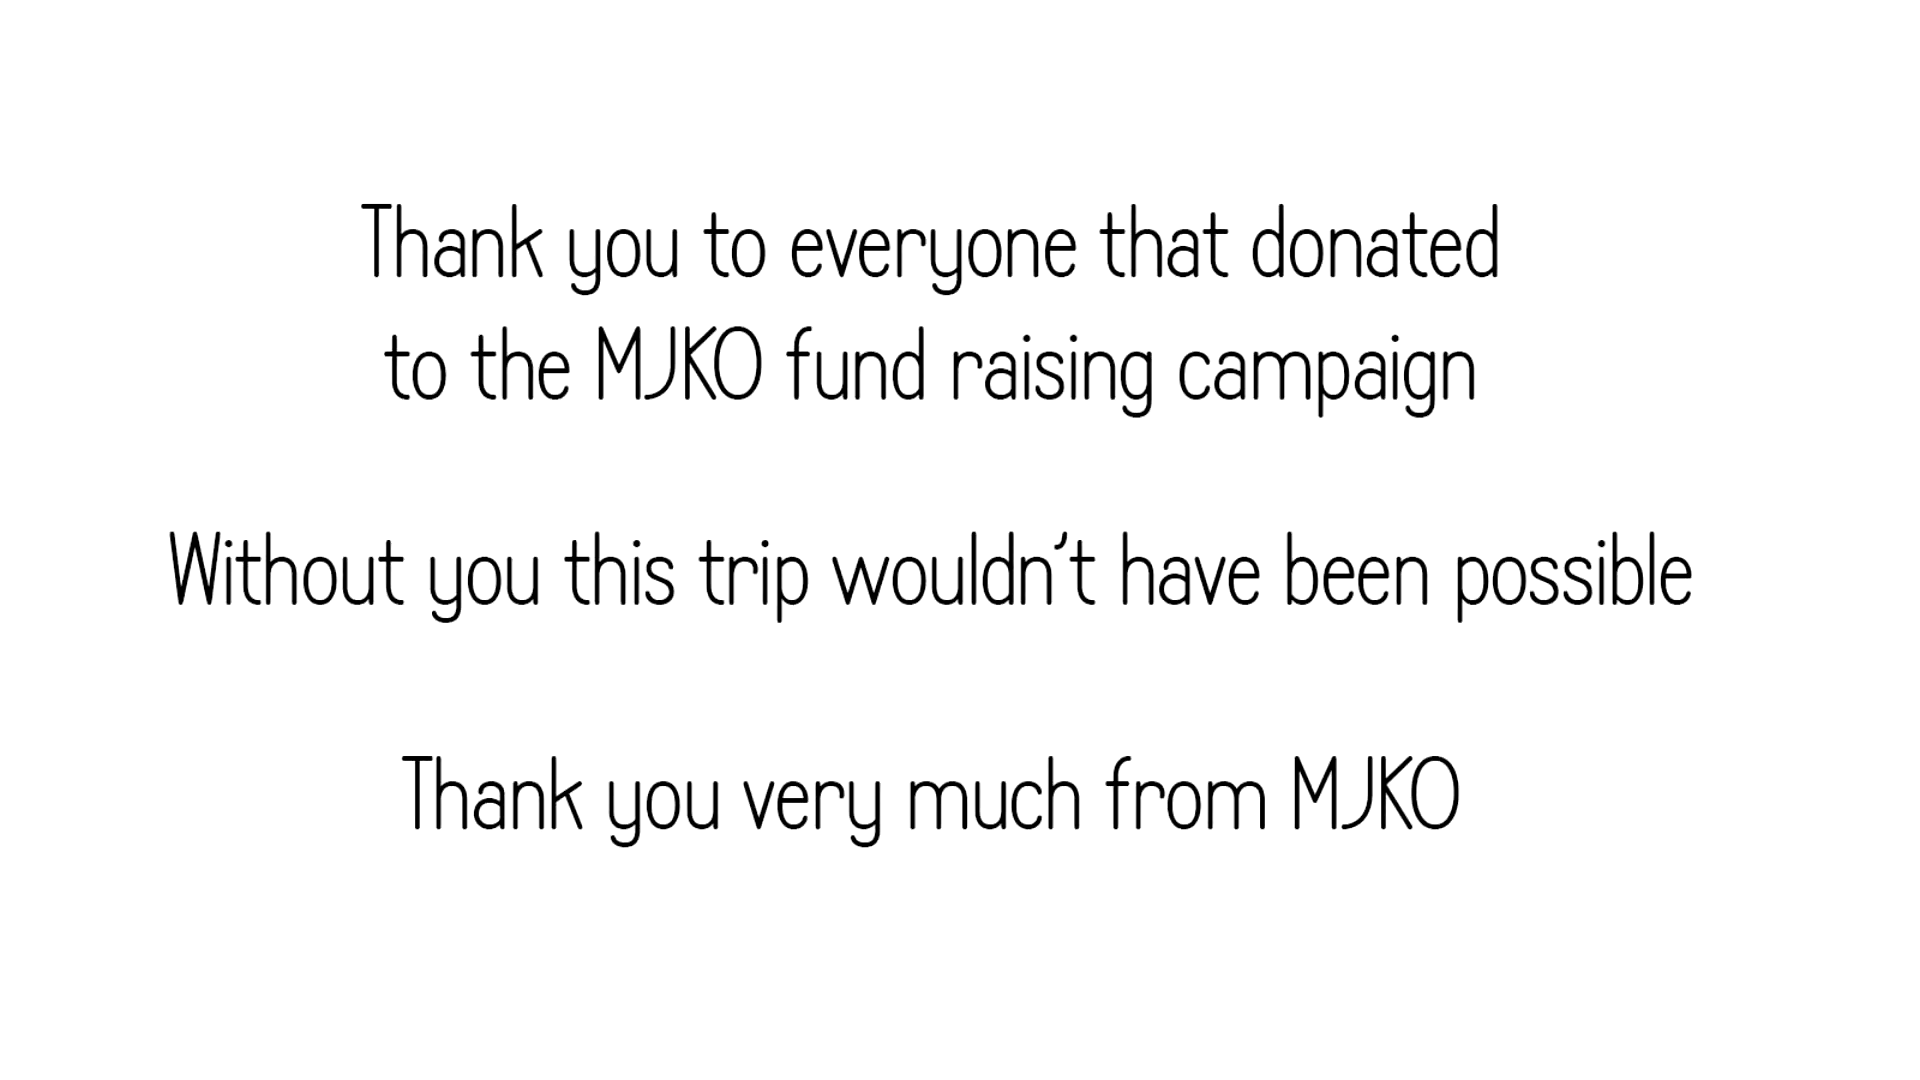 Thank you to everyone that donated
to the MJKO fund raising campaign
Without you this trip wouldn't have been possible
Thank you very much from MJKO